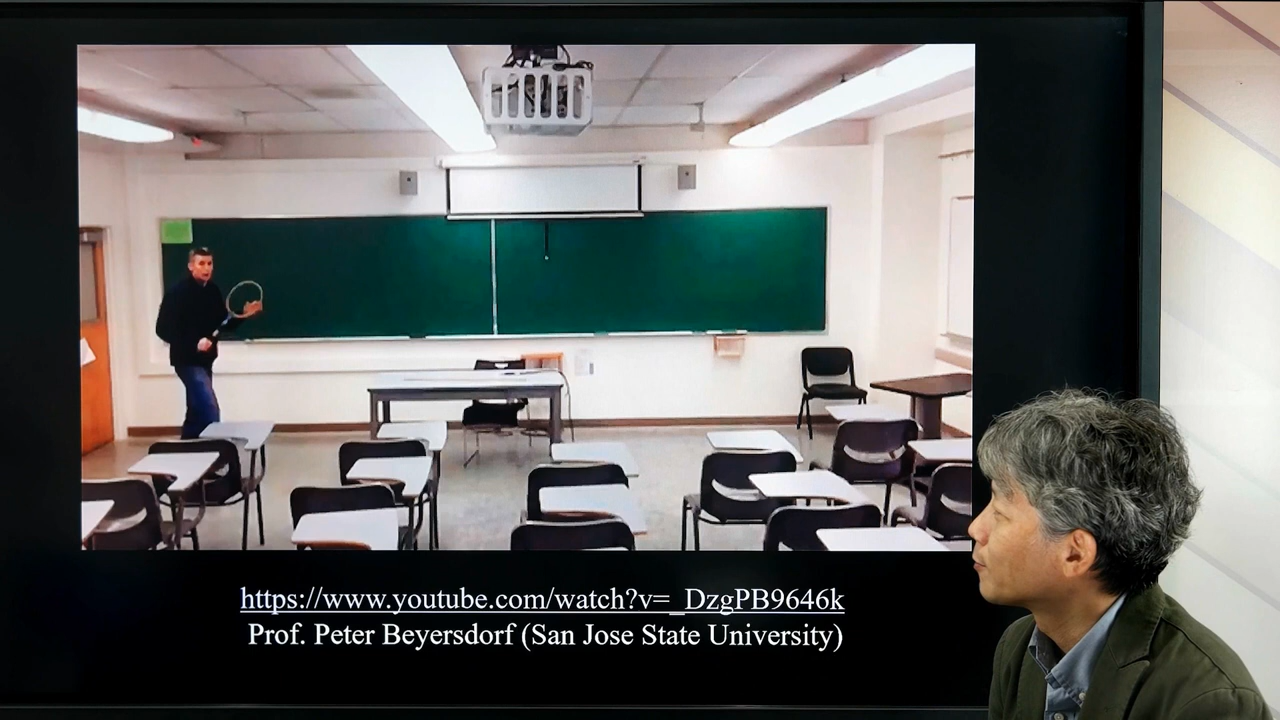 https://www.youtube.com/watch?v=_DzgPB9646k
Prof. Peter Beyersdorf (San Jose State University)